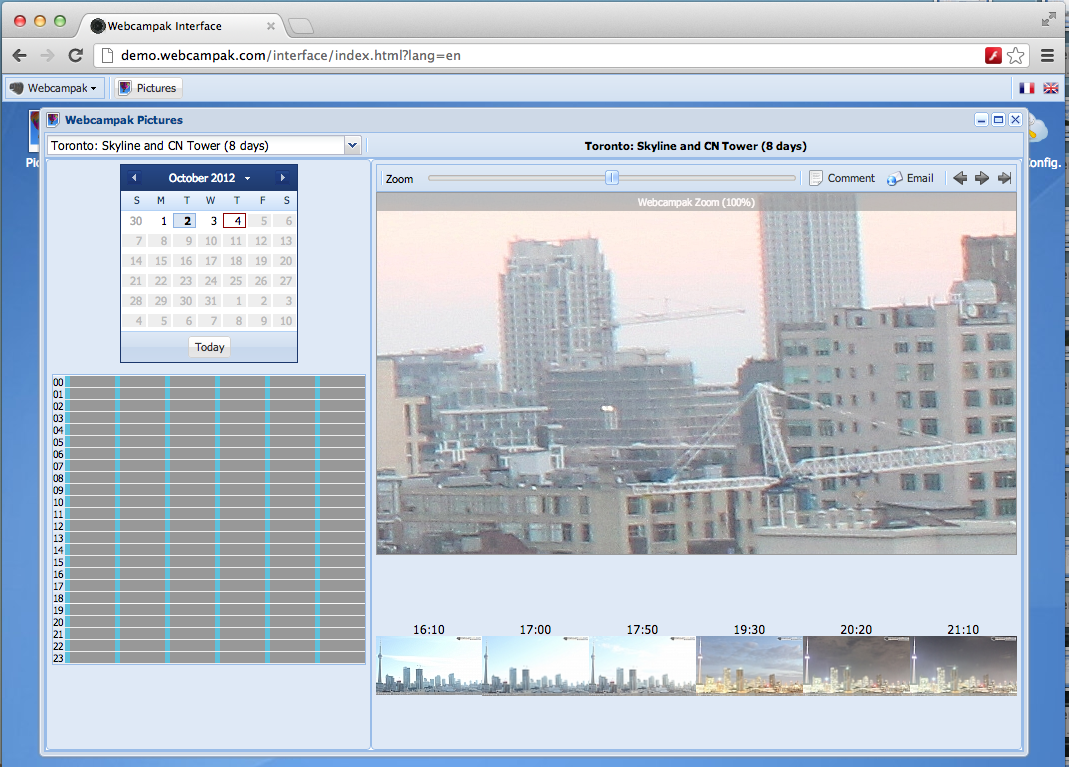 Webcampak Interface
demo.webcampak.com/interface/index.html?lang=en
Webcampak
Pictures
Webcampak Pictures
Config.
Toronto: Skyline and CN Tower (8 days)
Toronto: Skyline and CN Tower (8 days)
October 2012
S M T W T F S
30 1 2 3 4 5 6
7 8 9 10 11 12 13
14 15 16 17 18 19 20
21 22 23 24 25 26 27
28 29 30 31 1 2 3
4 5 6 7 8 9 10
Today
00
01
02
03
04
05
06
07
08
09
10
11
12
13
14
15
16
17
18
19
20
21
22
23
Zoom
Comment
Email
Webcampak Zoom (100%)
16:10 17:00 17:50 19:30 20:20 21:10